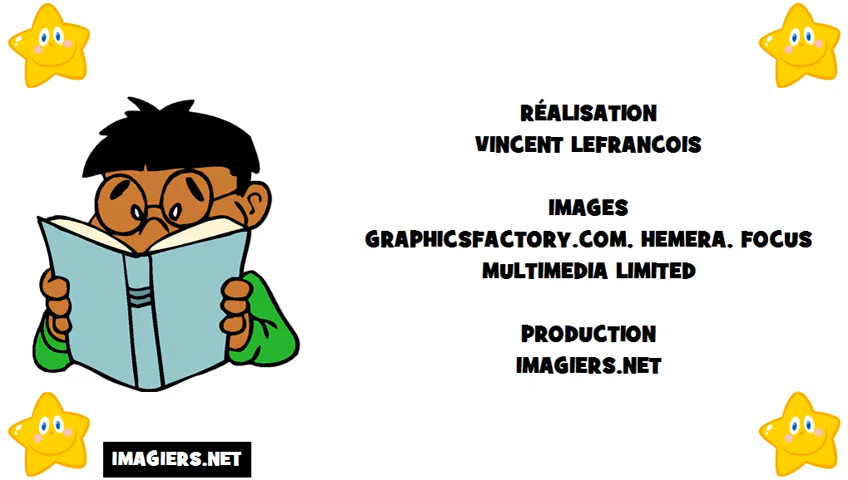 RÉALISATION
VINCENT LEFRANCOIS
IMAGES
GRAPHICSFACTORY.COM, HEMERA, FOCUS
MULTIMEDIA LIMITED
PRODUCTION
IMAGIERS.NET
IMAGIERS.NET